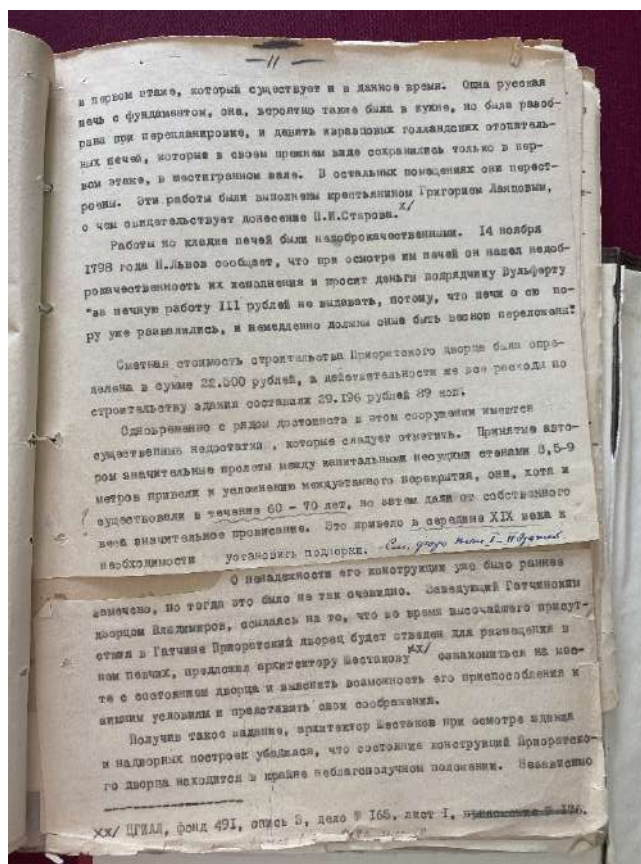 - 11 -
в первом этаже, который существует и в данное время. Одна русская
печь с фундаментом, она, вероятно также была в кухне, но была разоб-
рана при перепланировке, и девять изразцовых голландских отопитель-
ных печей, которые в своем прежнем виде сохранились только в пер-
вом этаже, в шестигранном зале. В остальных помещениях они перест-
роены. Эти работы были выполнены крестьянином Григорием
о чем свидетельствует донесение И.Старова. х/
Работы по кладке печей были недоброкачественными. 14 ноября
1798 года Н.Львов сообщает, что при осмотре им печей он нашел недоб-
рокачественность их исполнения и просит деньги подрядчику Вульферту
"за печную работу III рублей не выдавать, потому, что печи о сю по-
ру уже развалились, и немедленно должны оные быть весною переложены"
Сметная стоимость строительства Приоратского дворца была опре-
делена в сумме 22.500 рублей, в действительности же все расходы по
строительству здания составили 29.196 рублей 89 коп.
Одновременно с рядом достоинств в этом сооружении имеются
существенные недостатки , которые следует отметить. Принятые авто-
ром значительные пролеты между капитальными несущими стенами 8,5-9
метров привели к усложнению междуэтажного перекрытия, они, хотя и
существовали в течение 60 - 70 лет, но затем дали от собственного
веса значительное провисание. Это привело в середине XIX века к
необходимости установить подпорки. См.
О ненадежности его конструкции уже было раннее
замечено, но тогда это было не так очевидно. Заведующий Гатчинским
дворцом Владимиров, ссылаясь на то, что во время высочайшего присут-
ствия в Гатчине Приоратский дворец будет отведен для размещения в
нем певчих, предложил архитектору Шестакову хх/ ознакомиться на мес-
те с состоянием дворца и выяснить возможность его приспособления к
зимним условиям и представить свои соображения.
Получив такое задание, архитектор Шестаков при осмотре здания
и надворных построек убедился, что состояние конструкций Приоратско-
го дворца находится в крайне неблагополучном положении. Независимо
хх/ ЦГИАЛ, фонд 491, опись 3, дело № 165, лист I,